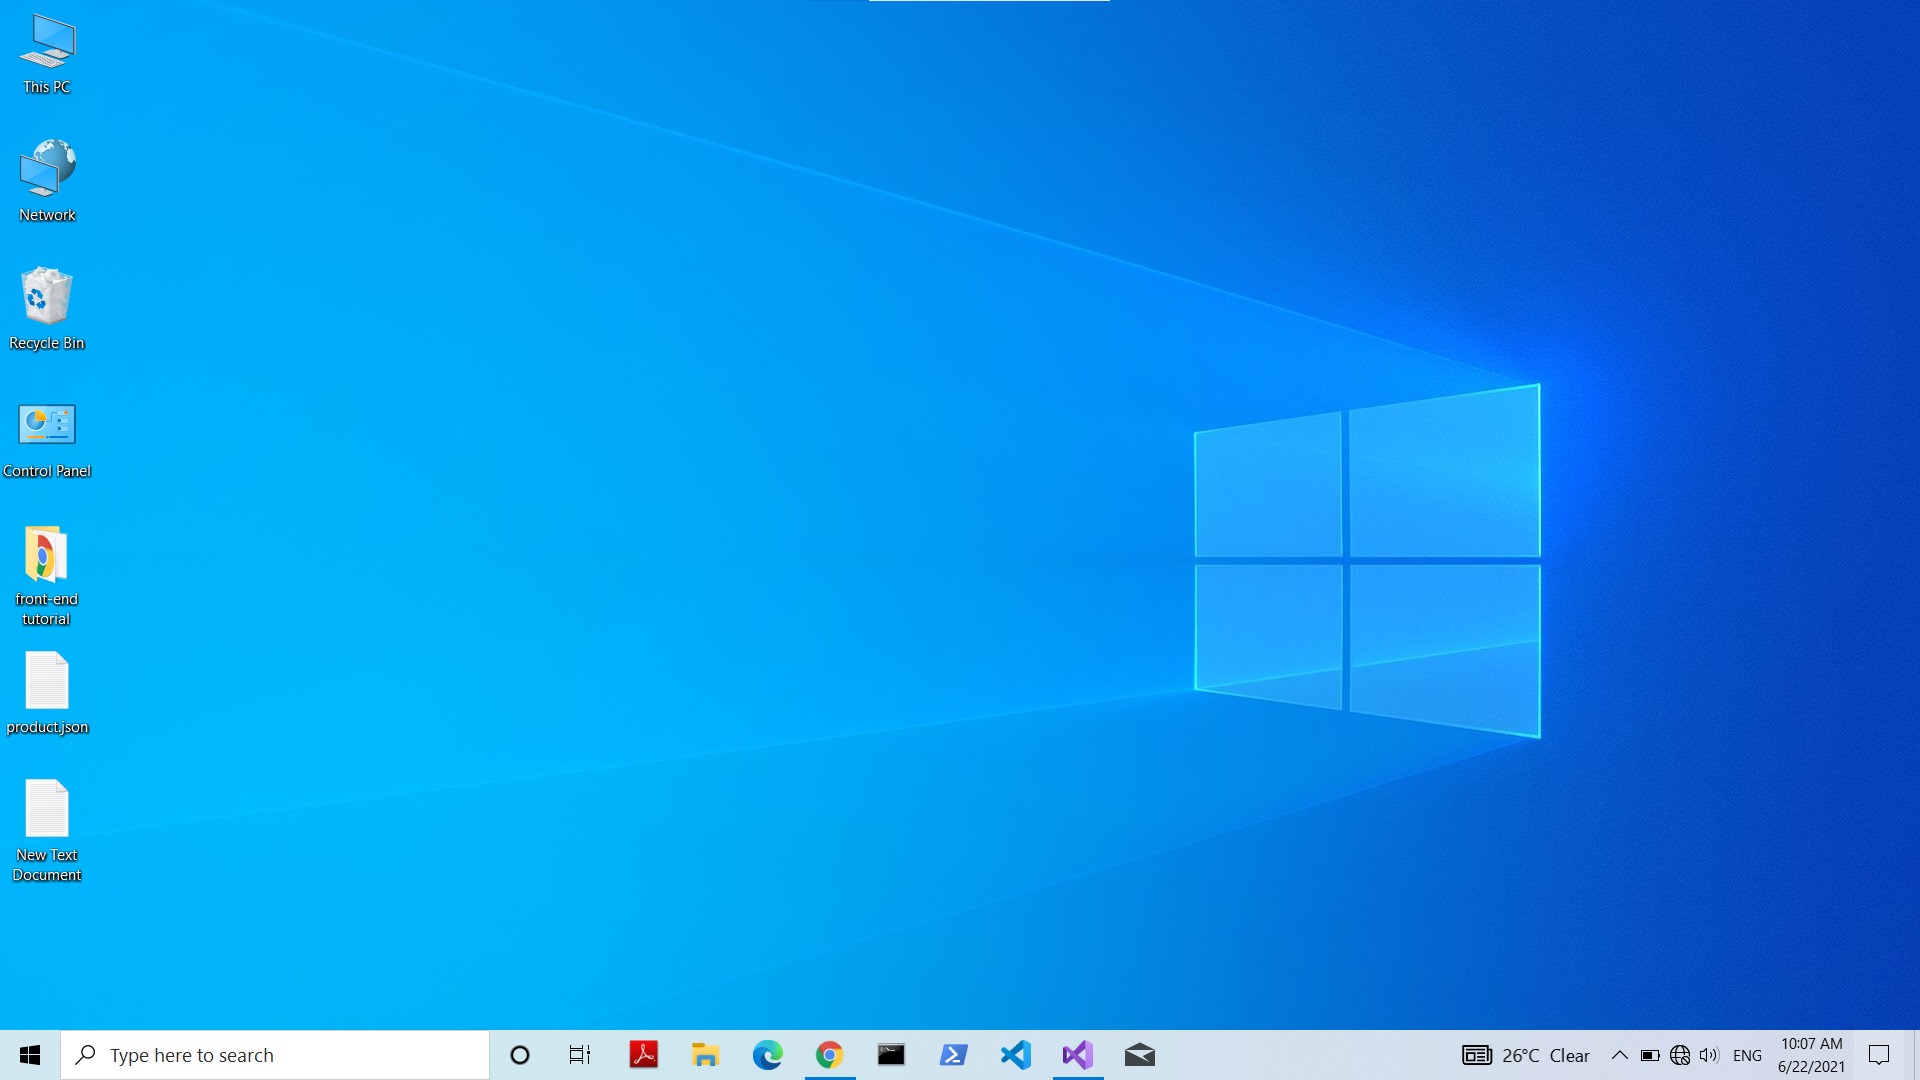 This PC
Network
Recycle Bin
Control Panel
front-end
tutorial
product.json
New Text
Document
Type here to search
26°C Clear
ENG
10:07 AM
6/22/2021